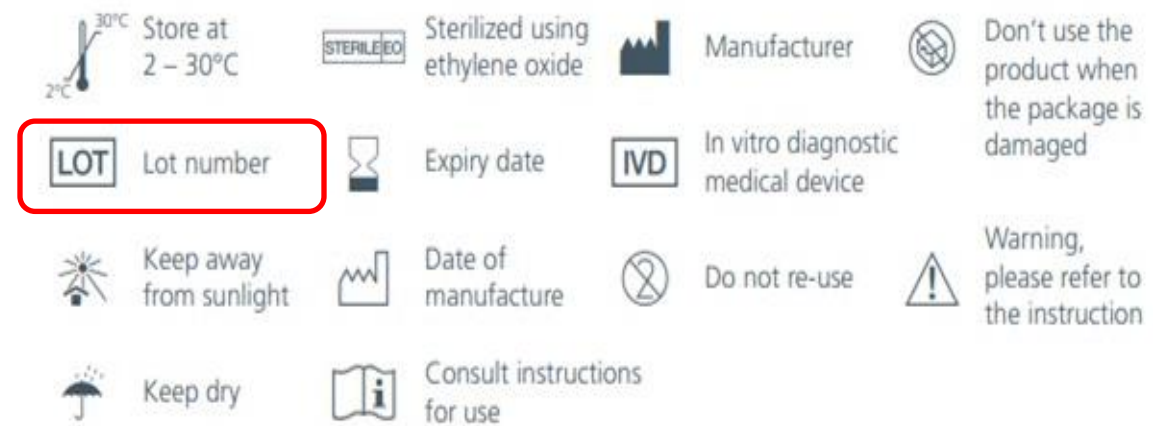 30°C
2°C
Store at
2 – 30°C
STERILE EO
Sterilized using
ethylene oxide
Manufacturer
Don't use the
product when
the package is
damaged
LOT
Lot number
Expiry date
IVD
In vitro diagnostic
medical device
Keep away
from sunlight
Date of
manufacture
2
Do not re-use
!
Warning,
please refer to
the instruction
Keep dry
i
Consult instructions
for use